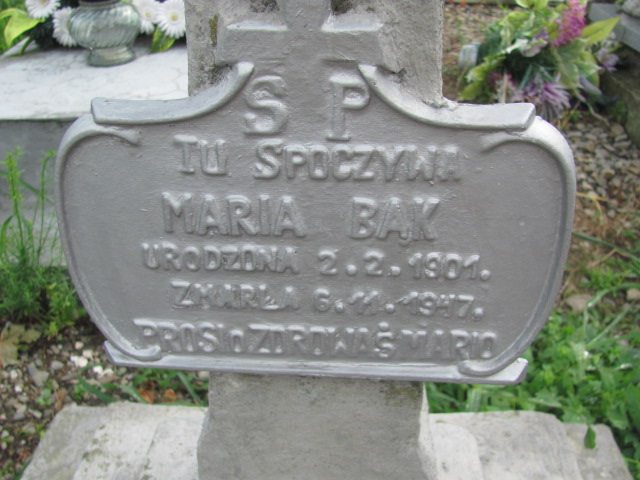 S P
TU SPOCZYWA
MARIA BĄK
URODZONA 2.2.1901.
ZMARŁA 6.11.1947.
PROSI O ZDROWAŚ MARIO